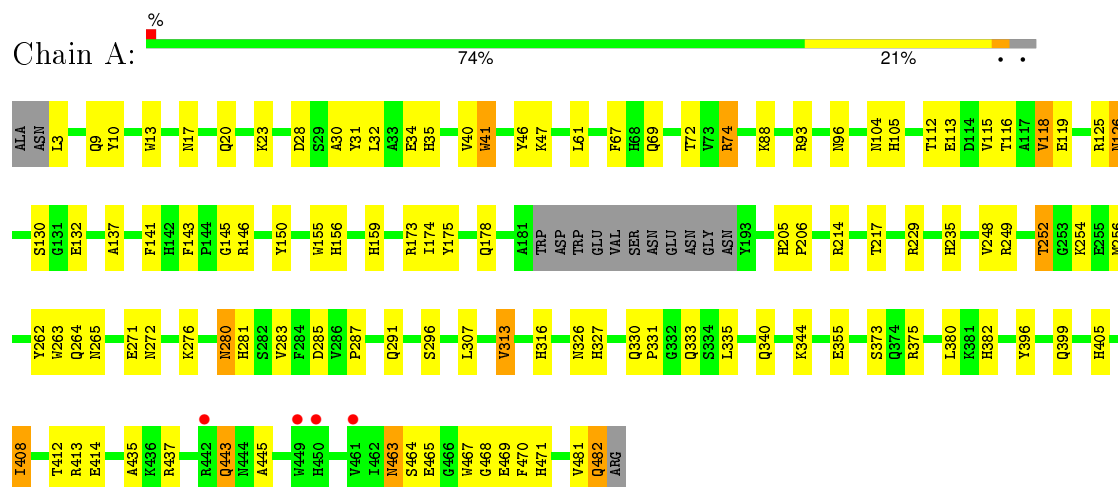 %
Chain A:
74% 21% • •
ALA ASN L3 Q9 Y10 W13 N17 Q20 K23 D28 S29 A30 Y31 L32 A33 E34 H35 V40 W41 Y46 K47 L61 F67 H68 Q69 T72 V73 R74 K88 R93 N96 N104 H105 T112 E113 D114 V115 T116 A117 V118 E119 R125 N126
S130 G131 E132 A137 F141 H142 F143 P144 G145 R146 Y150 W155 H156 H159 R173 I174 Y175 Q178 A181 TRP ASP TRP GLU VAL SER ASN GLU ASN GLY ASN Y193 H205 P206 R214 T217 R229 H235 V248 R249 T252 G253 K254 E255 M256
Y262 W263 Q264 N265 E271 N272 K276 N280 H281 S282 V283 F284 D285 V286 P287 Q291 S296 L307 V313 H316 N326 H327 Q330 P331 G332 Q333 S334 L335 Q340 K344 E355 S373 Q374 R375 L380 K381 H382 Y396 Q399 H405
I408 T412 R413 E414 A435 K436 R437 R442 Q443 N444 A445 W449 H450 V461 I462 N463 S464 E465 G466 W467 G468 E469 F470 H471 V481 Q482 ARG